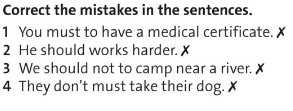 Correct the mistakes in the sentences.
1 You must to have a medical certificate. ✗
2 He should works harder. ✗
3 We should not to camp near a river. ✗
4 They don't must take their dog. ✗